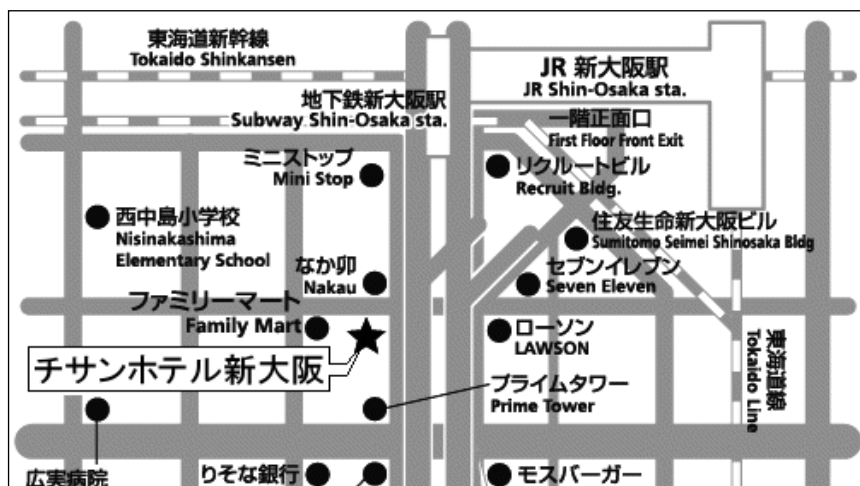 東海道新幹線
Tokaido Shinkansen
JR 新大阪駅
JR Shin-Osaka sta.
地下鉄新大阪駅
Subway Shin-Osaka sta.
一階正面口
First Floor Front Exit
ミニストップ
Mini Stop
リクルートビル
Recruit Bldg.
西中島小学校
Nisinakashima
Elementary School
住友生命新大阪ビル
Sumitomo Seimei Shinosaka Bldg
なか卯
Nakau
セブンイレブン
Seven Eleven
ファミリーマート
Family Mart
ローソン
LAWSON
チサンホテル新大阪
東海道線
Tokaido Line
プライムタワー
Prime Tower
広実病院
りそな銀行
モスバーガー